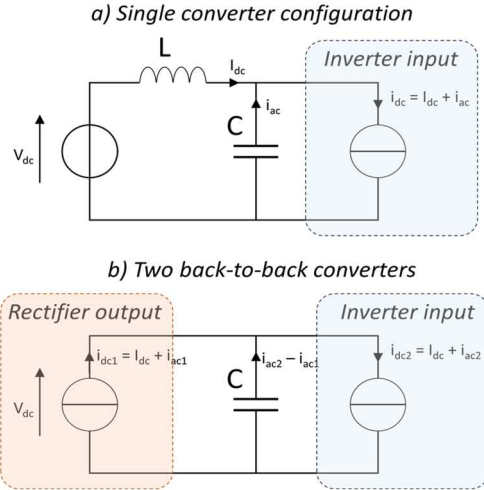 a) Single converter configuration
L
I_dc
Inverter input
i_ac
i_dc = I_dc + i_ac
C
V_dc
b) Two back-to-back converters
Rectifier output
Inverter input
i_dc1 = I_dc + i_ac1
i_ac2 – i_ac1
i_dc2 = I_dc + i_ac2
C
V_dc